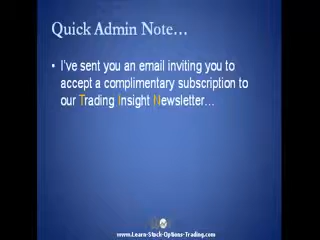 Quick Admin Note...
• I've sent you an email inviting you to
accept a complimentary subscription to
our Trading Insight Newsletter...
www.Learn-Stock-Options-Trading.com